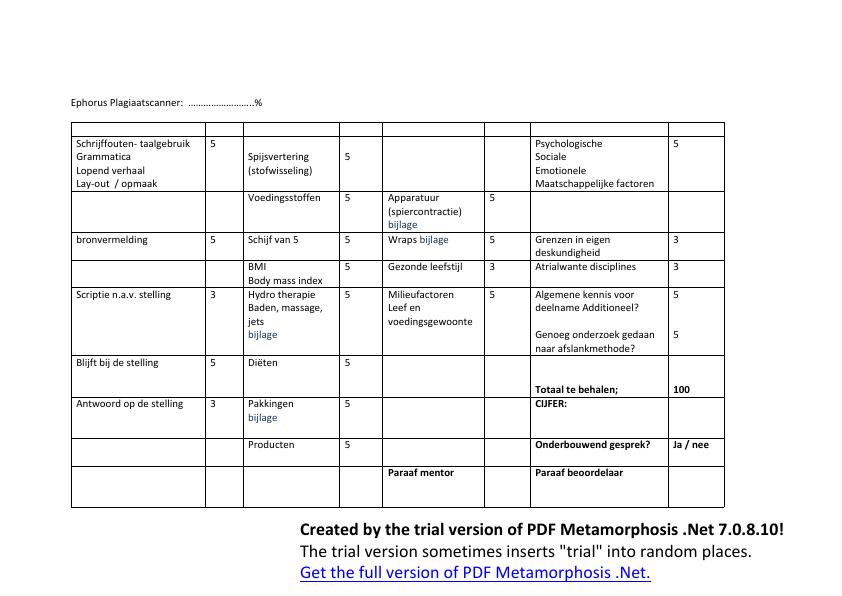 Ephorus Plagiaatscanner: ……………………..%
Schrijffouten- taalgebruik 5
Grammatica
Lopend verhaal
Lay-out / opmaak
Spijsvertering 5
(stofwisseling)
Psychologische 5
Sociale
Emotionele
Maatschappelijke factoren
Voedingsstoffen 5
Apparatuur 5
(spiercontractie)
bijlage
bronvermelding 5
Schijf van 5 5
Wraps bijlage 5
Grenzen in eigen 3
deskundigheid
BMI 5
Body mass index
Gezonde leefstijl 3
Atrialwante disciplines 3
Scriptie n.a.v. stelling 3
Hydro therapie 5
Baden, massage,
jets
bijlage
Milieufactoren 5
Leef en
voedingsgewoonte
Algemene kennis voor 5
deelname Additioneel?
Genoeg onderzoek gedaan 5
naar afslankmethode?
Blijft bij de stelling 5
Diëten 5
Totaal te behalen; 100
Antwoord op de stelling 3
Pakkingen 5
bijlage
CIJFER:
Producten 5
Onderbouwend gesprek? Ja / nee
Paraaf mentor
Paraaf beoordelaar
Created by the trial version of PDF Metamorphosis .Net 7.0.8.10!
The trial version sometimes inserts "trial" into random places.
Get the full version of PDF Metamorphosis .Net.